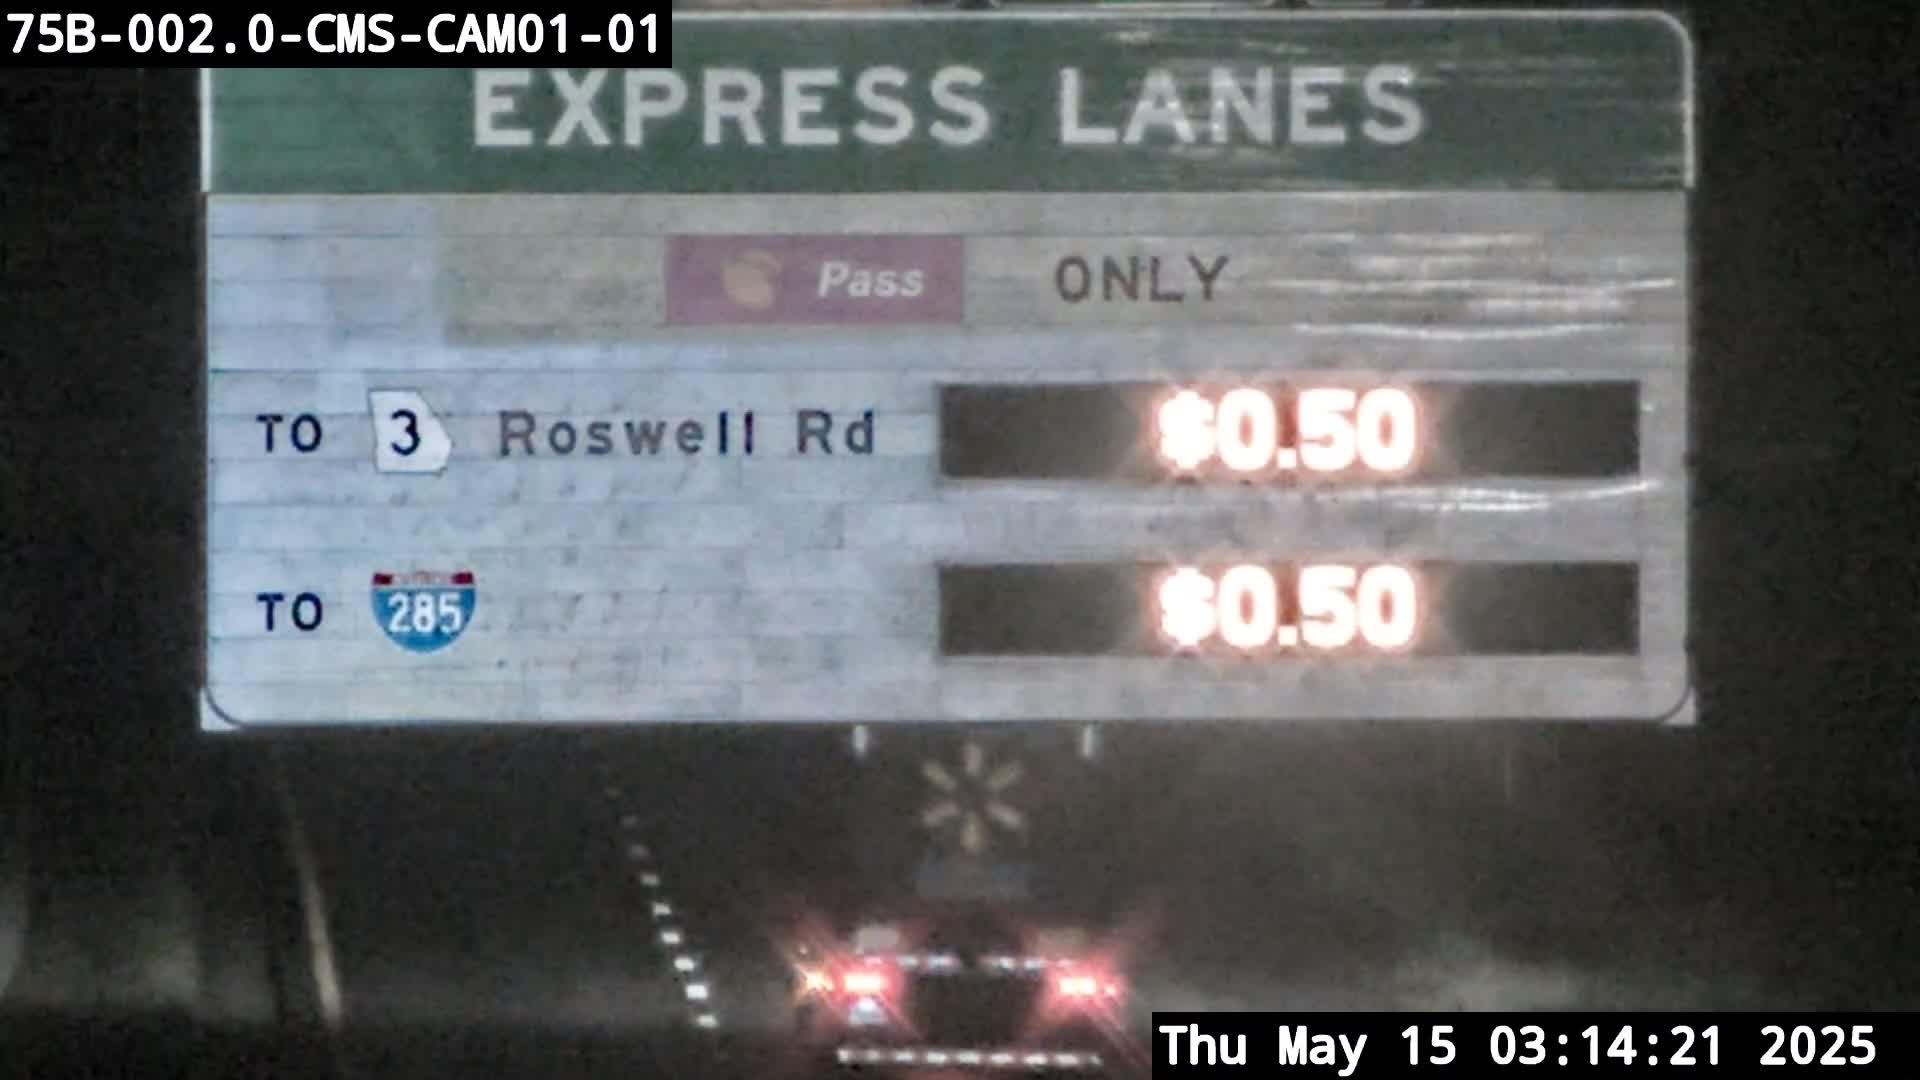 75B-002.0-CMS-CAM01-01
EXPRESS LANES
Pass ONLY
TO 3 Roswell Rd $0.50
TO 285 $0.50
Thu May 15 03:14:21 2025